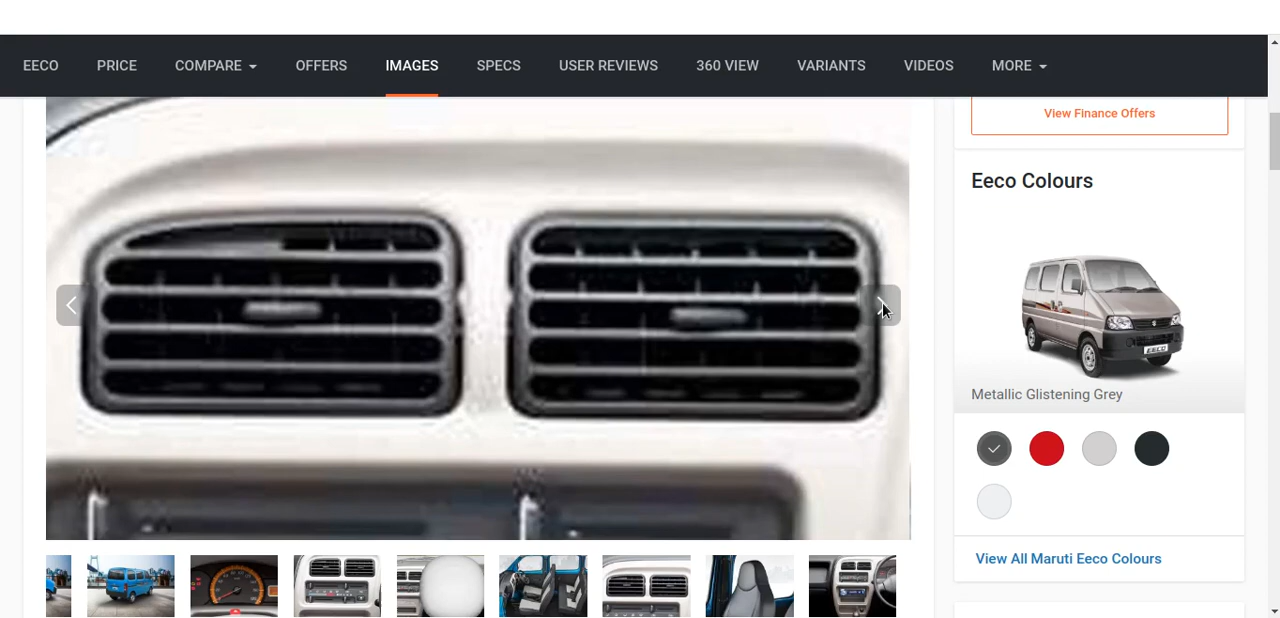 EECO PRICE COMPARE OFFERS IMAGES SPECS USER REVIEWS 360 VIEW VARIANTS VIDEOS MORE
View Finance Offers
Eeco Colours
Metallic Glistening Grey
View All Maruti Eeco Colours